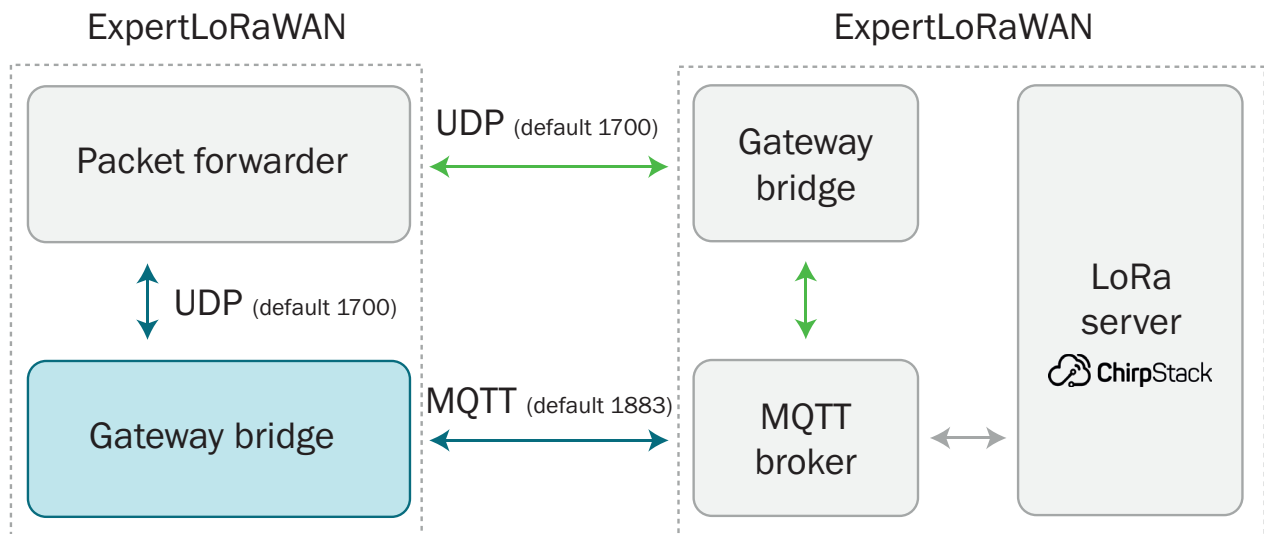 ExpertLoRaWAN
ExpertLoRaWAN
Packet forwarder
UDP (default 1700)
Gateway
bridge
UDP (default 1700)
LoRa
server
ChirpStack
Gateway bridge
MQTT (default 1883)
MQTT
broker